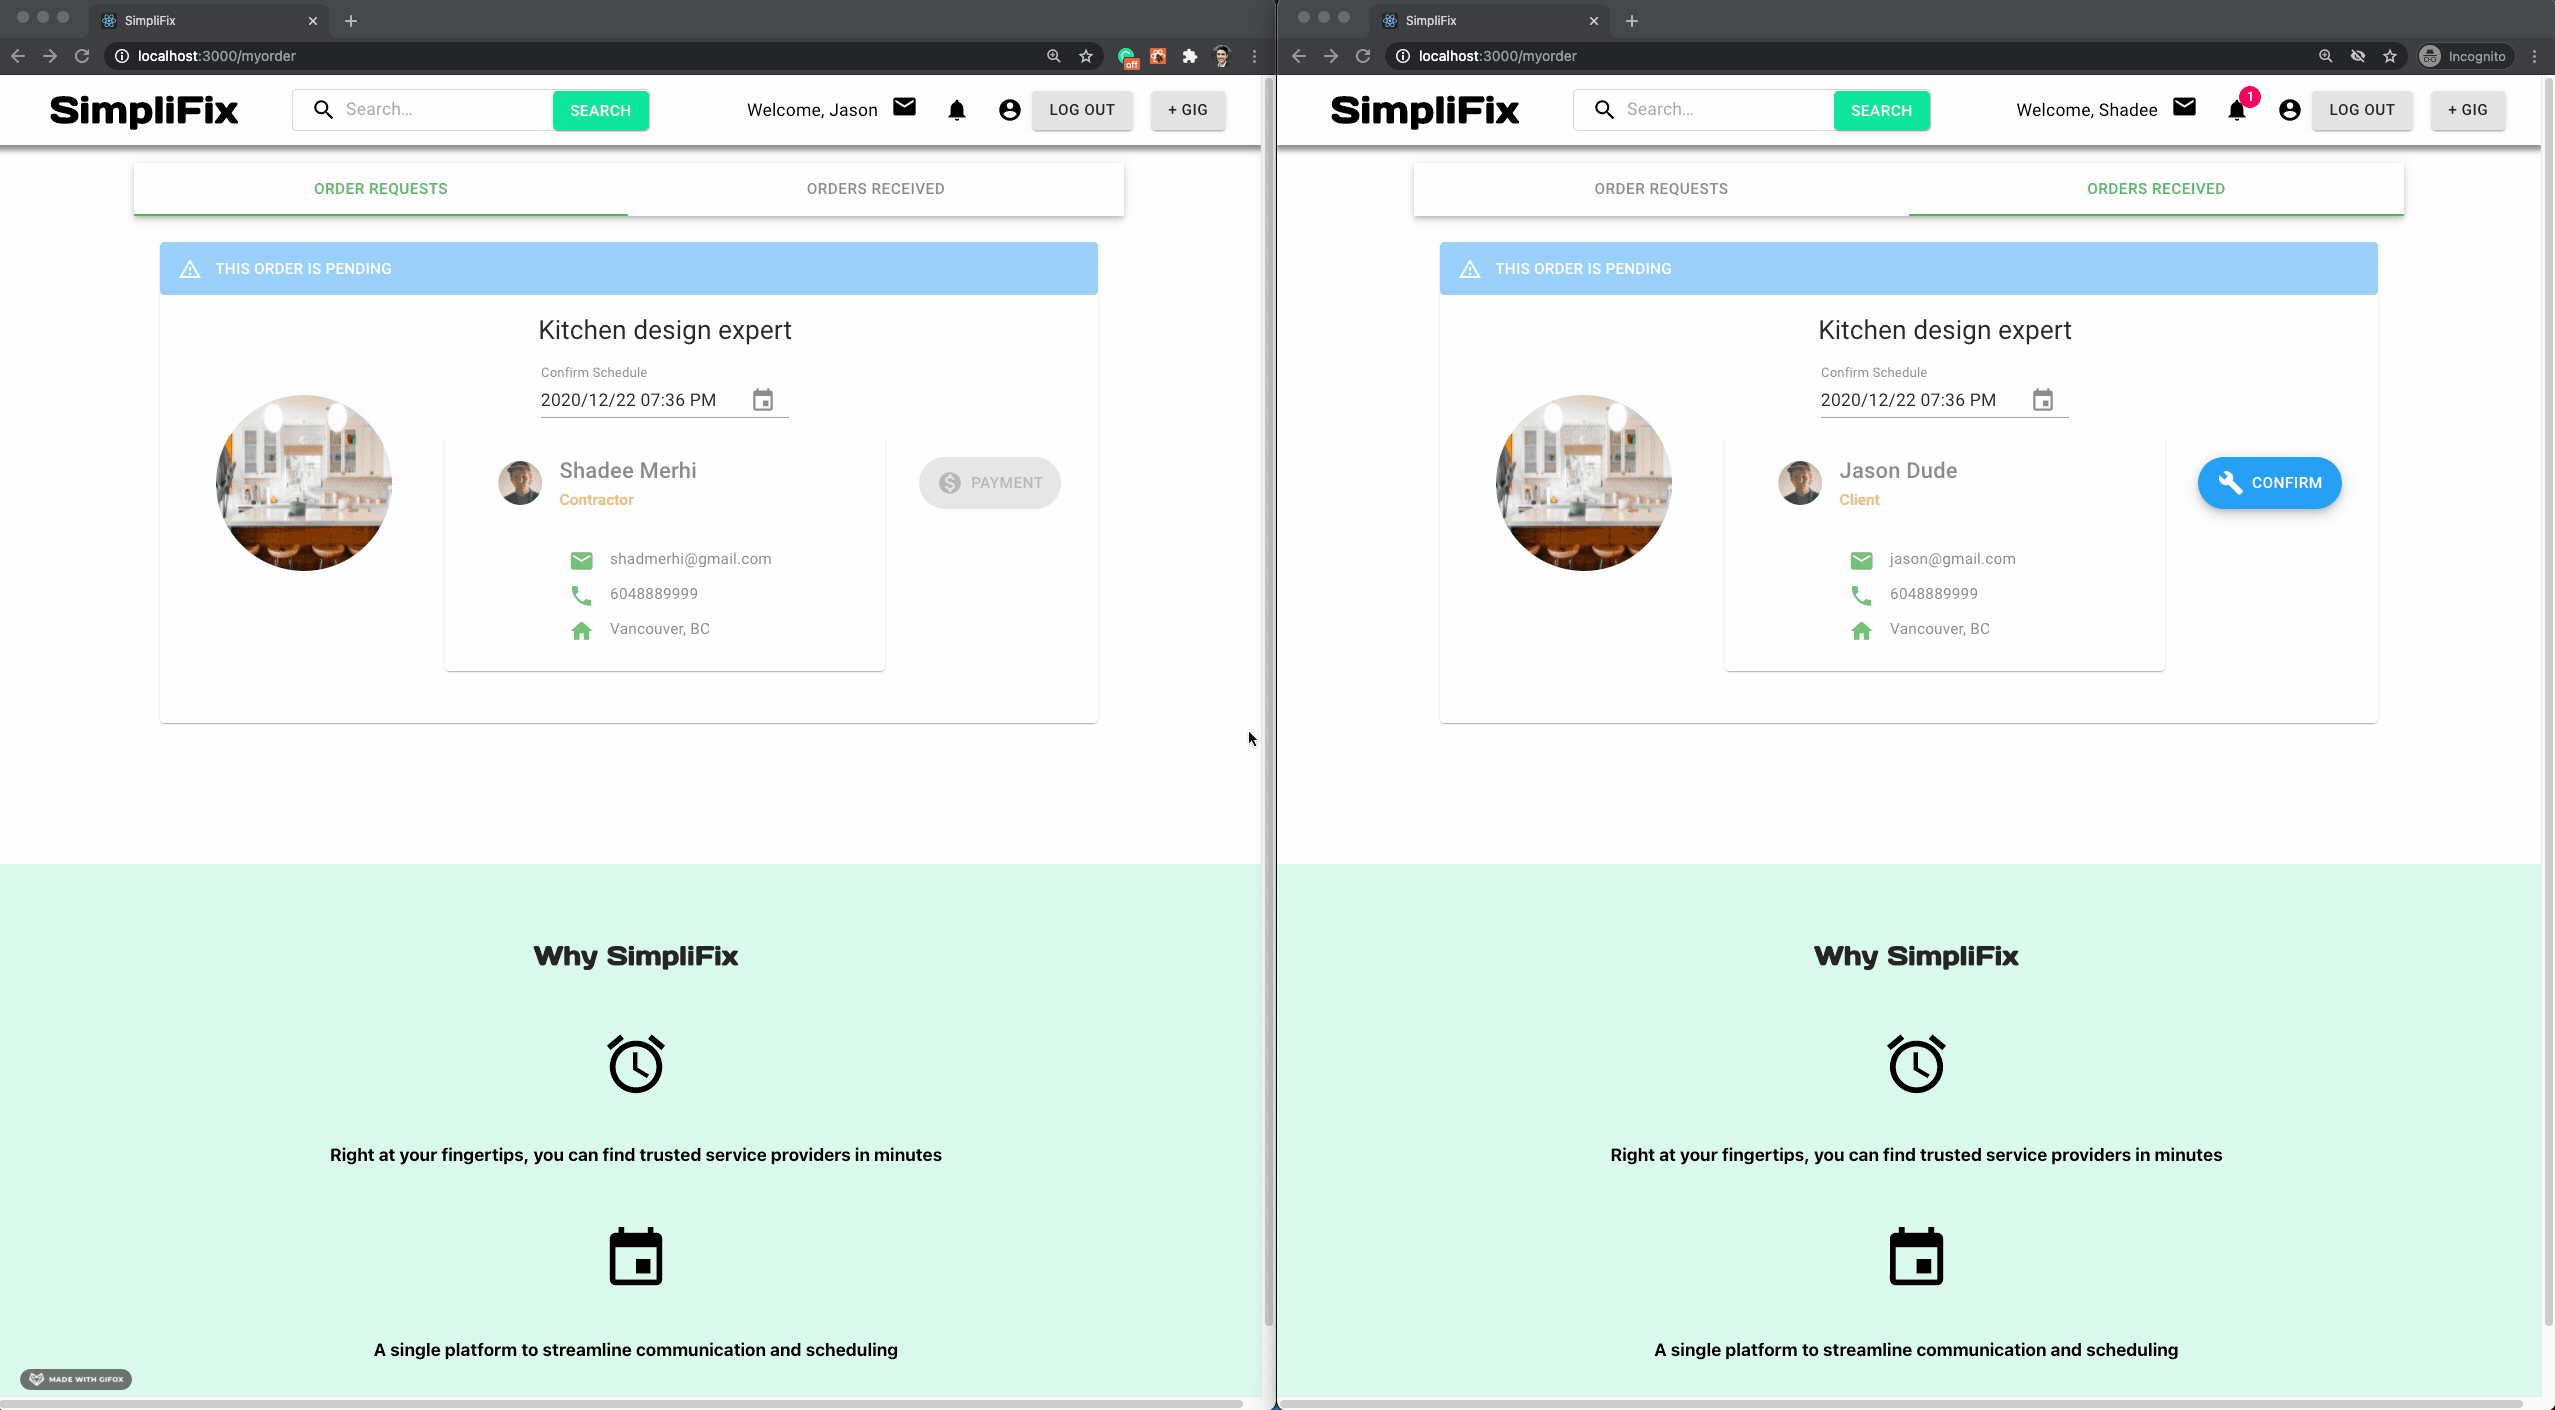 SimpliFix
localhost:3000/myorder
off
SimpliFix
Search...
SEARCH
Welcome, Jason
LOG OUT
+ GIG
ORDER REQUESTS
ORDERS RECEIVED
THIS ORDER IS PENDING
Kitchen design expert
Confirm Schedule
2020/12/22 07:36 PM
Shadee Merhi
Contractor
PAYMENT
shadmerhi@gmail.com
6048889999
Vancouver, BC
Why SimpliFix
Right at your fingertips, you can find trusted service providers in minutes
A single platform to streamline communication and scheduling
MADE WITH GIFOX
SimpliFix
localhost:3000/myorder
Incognito
SimpliFix
Search...
SEARCH
Welcome, Shadee
1
LOG OUT
+ GIG
ORDER REQUESTS
ORDERS RECEIVED
THIS ORDER IS PENDING
Kitchen design expert
Confirm Schedule
2020/12/22 07:36 PM
Jason Dude
Client
CONFIRM
jason@gmail.com
6048889999
Vancouver, BC
Why SimpliFix
Right at your fingertips, you can find trusted service providers in minutes
A single platform to streamline communication and scheduling